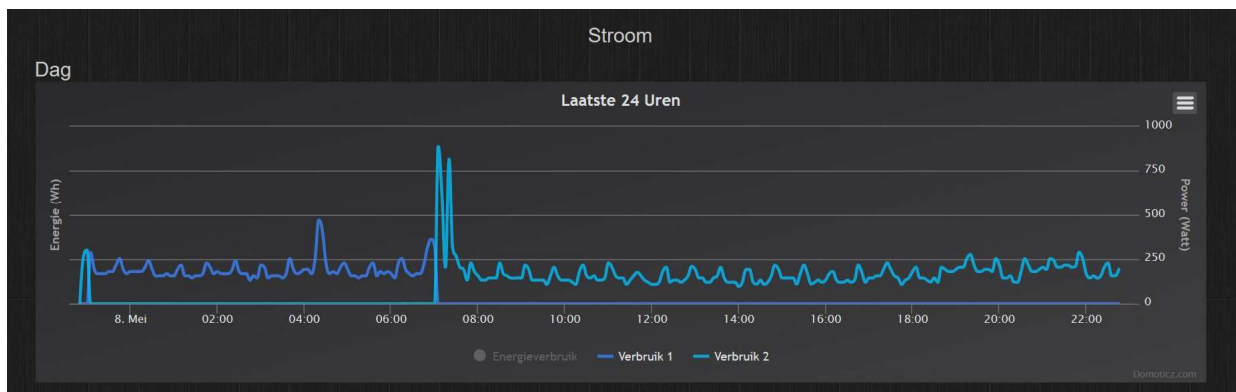 Stroom
Dag
Laatste 24 Uren
Energie (Wh)
1000
750
500
250
0
Power (Watt)
8. Mei 02:00 04:00 06:00 08:00 10:00 12:00 14:00 16:00 18:00 20:00 22:00
Energieverbruik Verbruik 1 Verbruik 2
Domoticz.com